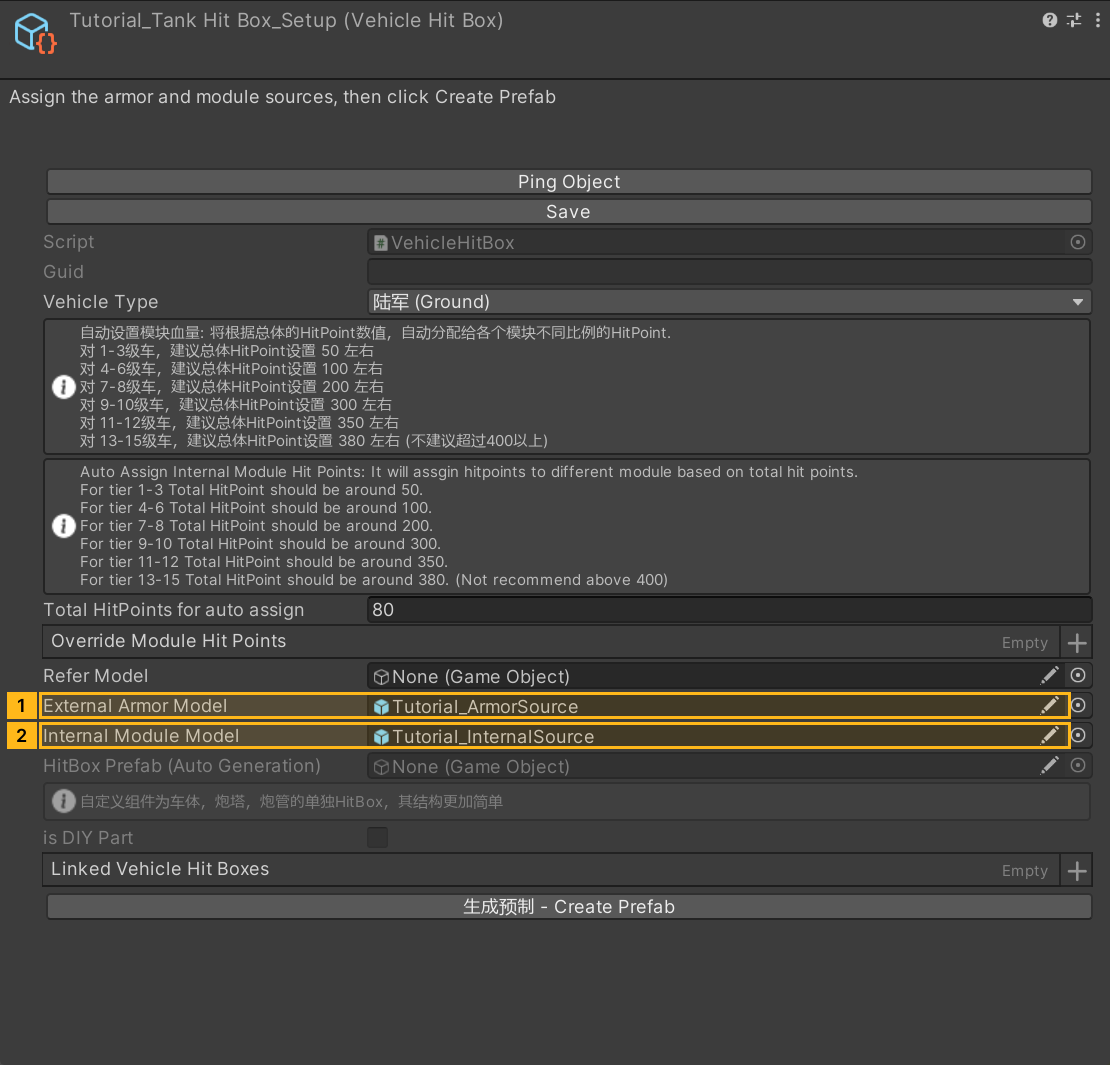 Tutorial_Tank Hit Box_Setup (Vehicle Hit Box)
Assign the armor and module sources, then click Create Prefab
Ping Object
Save
Script
VehicleHitBox
Guid
Vehicle Type
陆军 (Ground)
自动设置模块血量: 将根据总体的HitPoint数值，自动分配给各个模块不同比例的HitPoint.
对 1-3级车，建议总体HitPoint设置 50 左右
对 4-6级车，建议总体HitPoint设置 100 左右
对 7-8级车，建议总体HitPoint设置 200 左右
对 9-10级车，建议总体HitPoint设置 300 左右
对 11-12级车，建议总体HitPoint设置 350 左右
对 13-15级车，建议总体HitPoint设置 380 左右 (不建议超过400以上)
Auto Assign Internal Module Hit Points: It will assgin hitpoints to different module based on total hit points.
For tier 1-3 Total HitPoint should be around 50.
For tier 4-6 Total HitPoint should be around 100.
For tier 7-8 Total HitPoint should be around 200.
For tier 9-10 Total HitPoint should be around 300.
For tier 11-12 Total HitPoint should be around 350.
For tier 13-15 Total HitPoint should be around 380. (Not recommend above 400)
Total HitPoints for auto assign
80
Override Module Hit Points
Empty
Refer Model
None (Game Object)
1
External Armor Model
Tutorial_ArmorSource
2
Internal Module Model
Tutorial_InternalSource
HitBox Prefab (Auto Generation)
None (Game Object)
自定义组件为车体，炮塔，炮管的单独HitBox，其结构更加简单
is DIY Part
Linked Vehicle Hit Boxes
Empty
生成预制 - Create Prefab